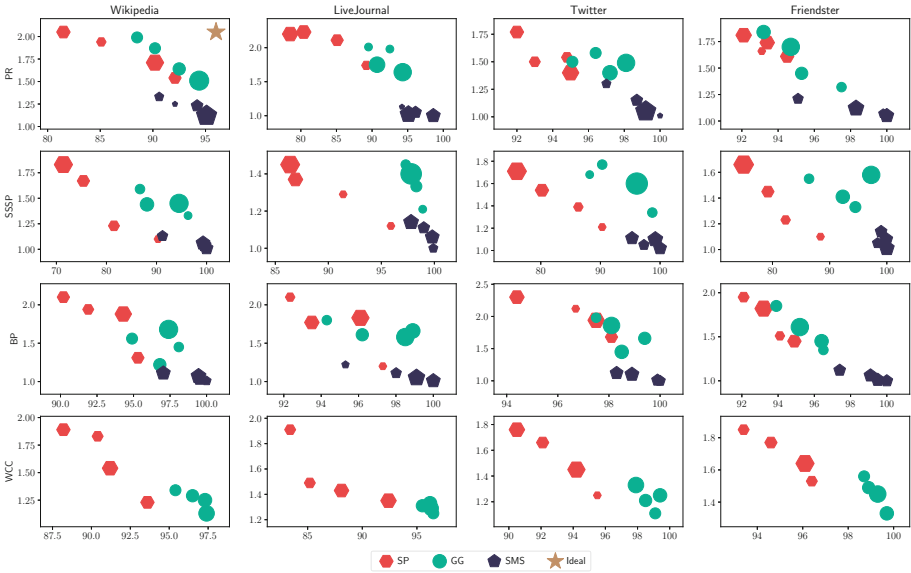 Wikipedia LiveJournal Twitter Friendster
PR
2.00
1.75
1.50
1.25
1.00
80 85 90 95
2.0
1.5
1.0
80 85 90 95 100
1.75
1.50
1.25
1.00
92 94 96 98 100
1.75
1.50
1.25
1.00
92 94 96 98 100
SSSP
1.75
1.50
1.25
1.00
70 80 90 100
1.4
1.2
1.0
85 90 95 100
1.8
1.6
1.4
1.2
1.0
80 90 100
1.6
1.4
1.2
1.0
80 90 100
BP
2.0
1.5
1.0
90.0 92.5 95.0 97.5 100.0
2.0
1.5
1.0
92 94 96 98 100
2.5
2.0
1.5
1.0
94 96 98 100
2.0
1.5
1.0
92 94 96 98 100
WCC
2.00
1.75
1.50
1.25
87.5 90.0 92.5 95.0 97.5
2.0
1.8
1.6
1.4
1.2
85 90 95
1.8
1.6
1.4
1.2
90 92 94 96 98 100
1.8
1.6
1.4
94 96 98 100
SP GG SMS Ideal